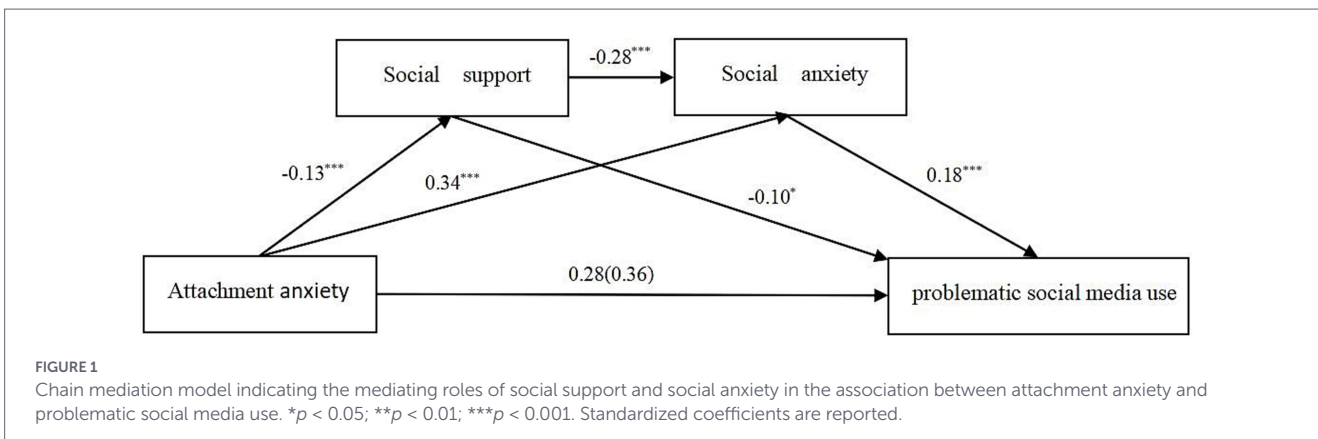 Social support
-0.28***
Social anxiety
-0.13***
0.34***
-0.10*
0.18***
Attachment anxiety
0.28(0.36)
problematic social media use
FIGURE 1
Chain mediation model indicating the mediating roles of social support and social anxiety in the association between attachment anxiety and
problematic social media use. *p < 0.05; **p < 0.01; ***p < 0.001. Standardized coefficients are reported.